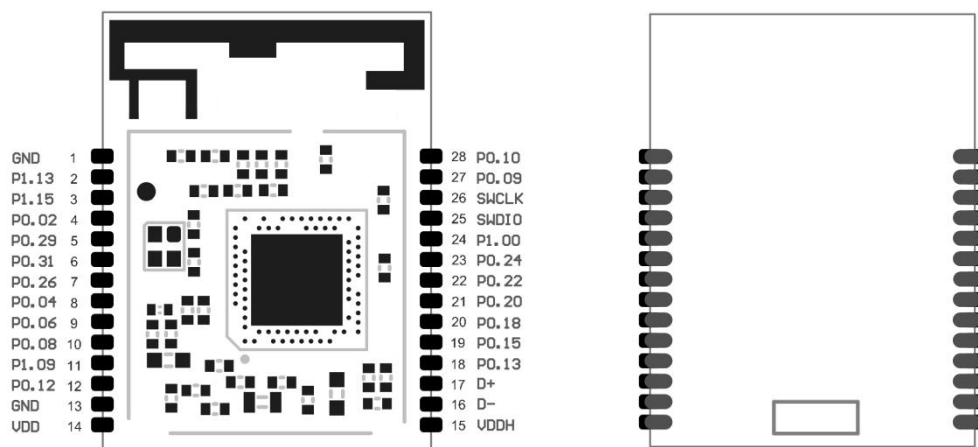 GND 1
P1.13 2
P1.15 3
P0.02 4
P0.29 5
P0.31 6
P0.26 7
P0.04 8
P0.06 9
P0.08 10
P1.09 11
P0.12 12
GND 13
VDD 14
28 P0.10
27 P0.09
26 SWCLK
25 SWDIO
24 P1.00
23 P0.24
22 P0.22
21 P0.20
20 P0.18
19 P0.15
18 P0.13
17 D+
16 D-
15 VDDH